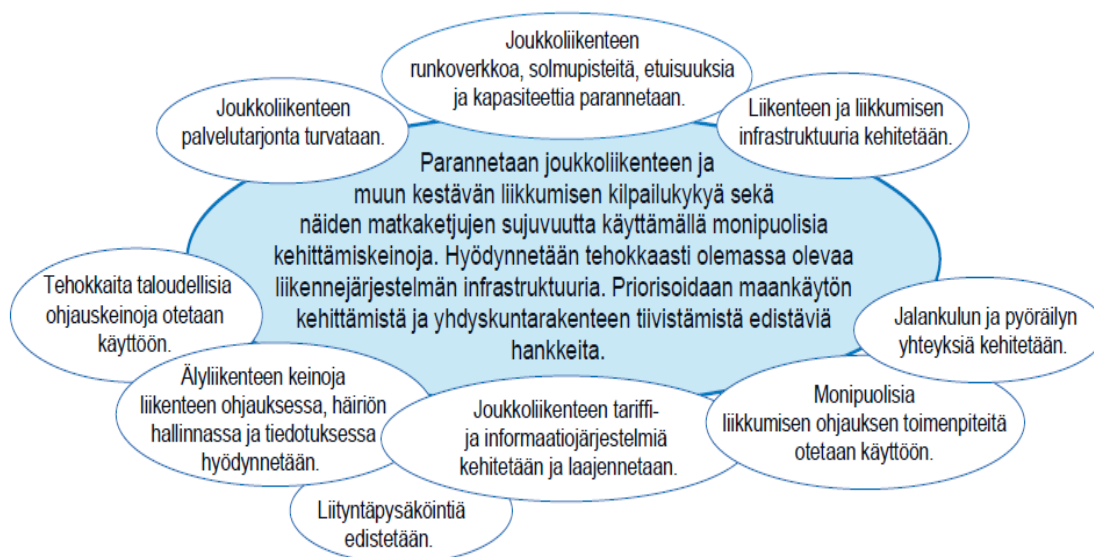 Joukkoliikenteen
runkoverkkoa, solmupisteitä, etuisuuksia
ja kapasiteettia parannetaan.
Joukkoliikenteen
palvelutarjonta turvataan.
Liikenteen ja liikkumisen
infrastruktuuria kehitetään.
Parannetaan joukkoliikenteen ja
muun kestävän liikkumisen kilpailukykyä sekä
näiden matkaketjujen sujuvuutta käyttämällä monipuolisia
kehittämiskeinoja. Hyödynnetään tehokkaasti olemassa olevaa
liikennejärjestelmän infrastruktuuria. Priorisoidaan maankäytön
kehittämistä ja yhdyskuntarakenteen tiivistämistä edistäviä
hankkeita.
Tehokkaita taloudellisia
ohjauskeinoja otetaan
käyttöön.
Jalankulun ja pyöräilyn
yhteyksiä kehitetään.
Älyliikenteen keinoja
liikenteen ohjauksessa, häiriön
hallinnassa ja tiedotuksessa
hyödynnetään.
Joukkoliikenteen tariffi-
ja informaatiojärjestelmiä
kehitetään ja laajennetaan.
Monipuolisia
liikkumisen ohjauksen toimenpiteitä
otetaan käyttöön.
Liityntäpysäköintiä
edistetään.